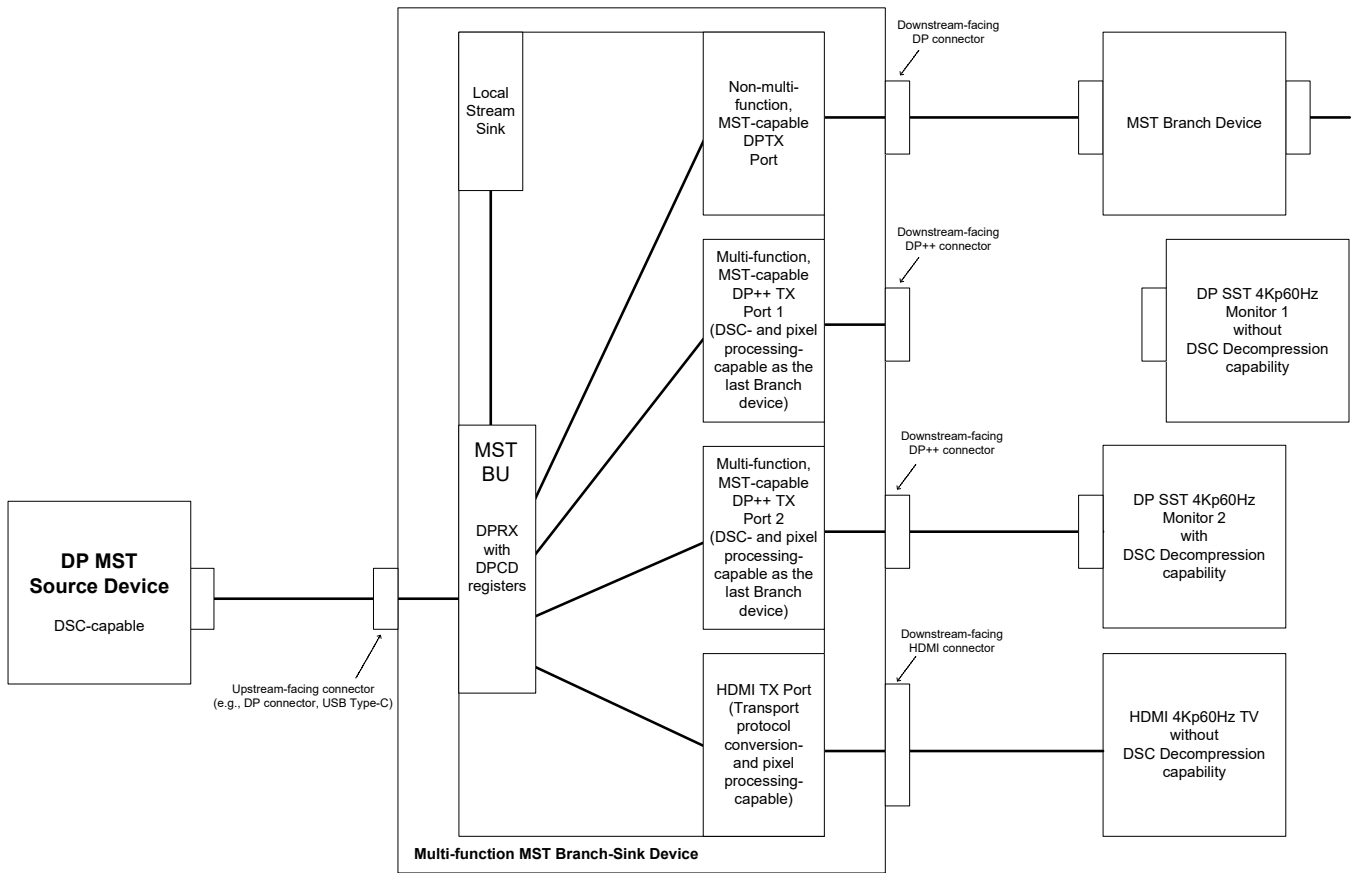 DP MST
Source Device
DSC-capable
Upstream-facing connector
(e.g., DP connector, USB Type-C)
Local
Stream
Sink
MST
BU
DPRX
with
DPCD
registers
Non-multi-
function,
MST-capable
DPTX
Port
Multi-function,
MST-capable
DP++ TX
Port 1
(DSC- and pixel
processing-
capable as the
last Branch
device)
Multi-function,
MST-capable
DP++ TX
Port 2
(DSC- and pixel
processing-
capable as the
last Branch
device)
HDMI TX Port
(Transport
protocol
conversion-
and pixel
processing-
capable)
Multi-function MST Branch-Sink Device
Downstream-facing
DP connector
MST Branch Device
Downstream-facing
DP++ connector
DP SST 4Kp60Hz
Monitor 1
without
DSC Decompression
capability
Downstream-facing
DP++ connector
DP SST 4Kp60Hz
Monitor 2
with
DSC Decompression
capability
Downstream-facing
HDMI connector
HDMI 4Kp60Hz TV
without
DSC Decompression
capability